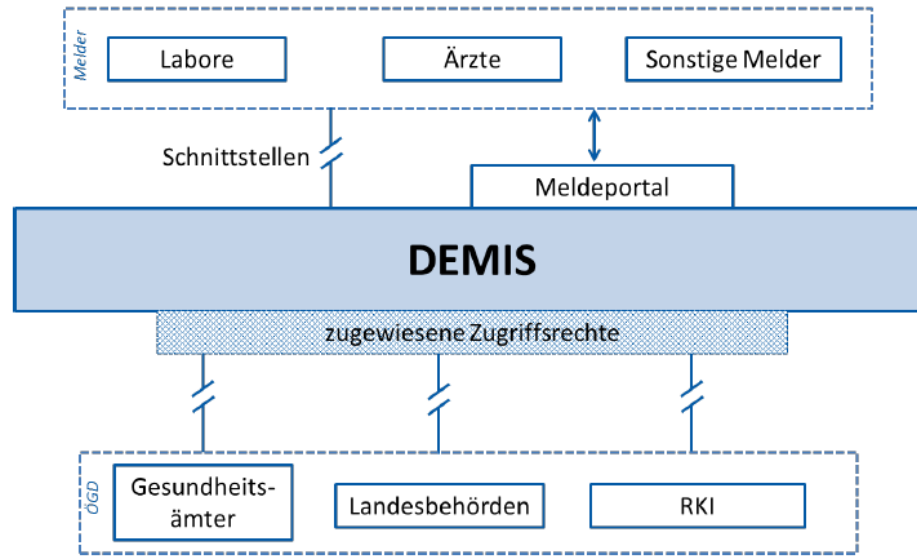 Melder
Labore
Ärzte
Sonstige Melder
Schnittstellen
Meldeportal
DEMIS
zugewiesene Zugriffsrechte
ÖGD
Gesundheits-
ämter
Landesbehörden
RKI